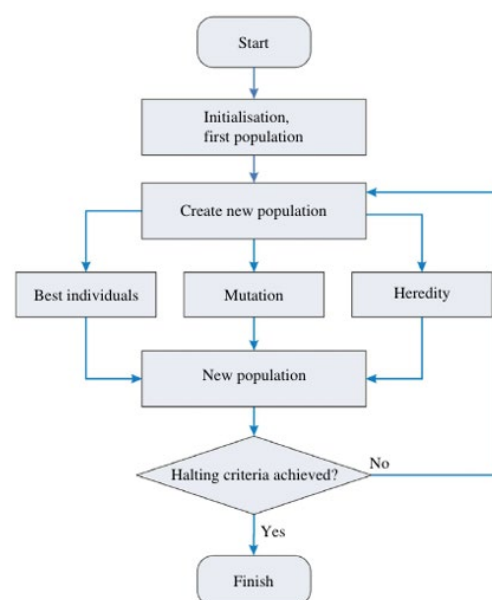 Start
Initialisation,
first population
Create new population
Best individuals
Mutation
Heredity
New population
Halting criteria achieved?
No
Yes
Finish